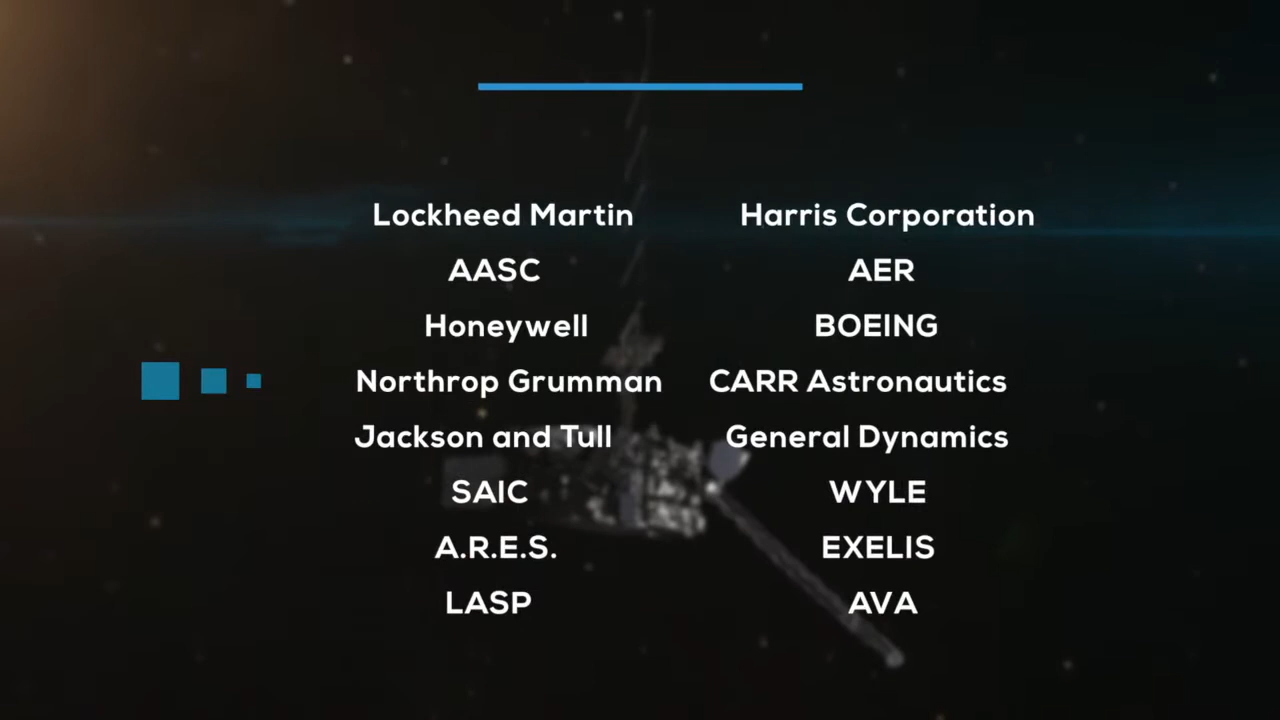 Lockheed Martin
Harris Corporation
AASC
AER
Honeywell
BOEING
Northrop Grumman
CARR Astronautics
Jackson and Tull
General Dynamics
SAIC
WYLE
A.R.E.S.
EXELIS
LASP
AVA